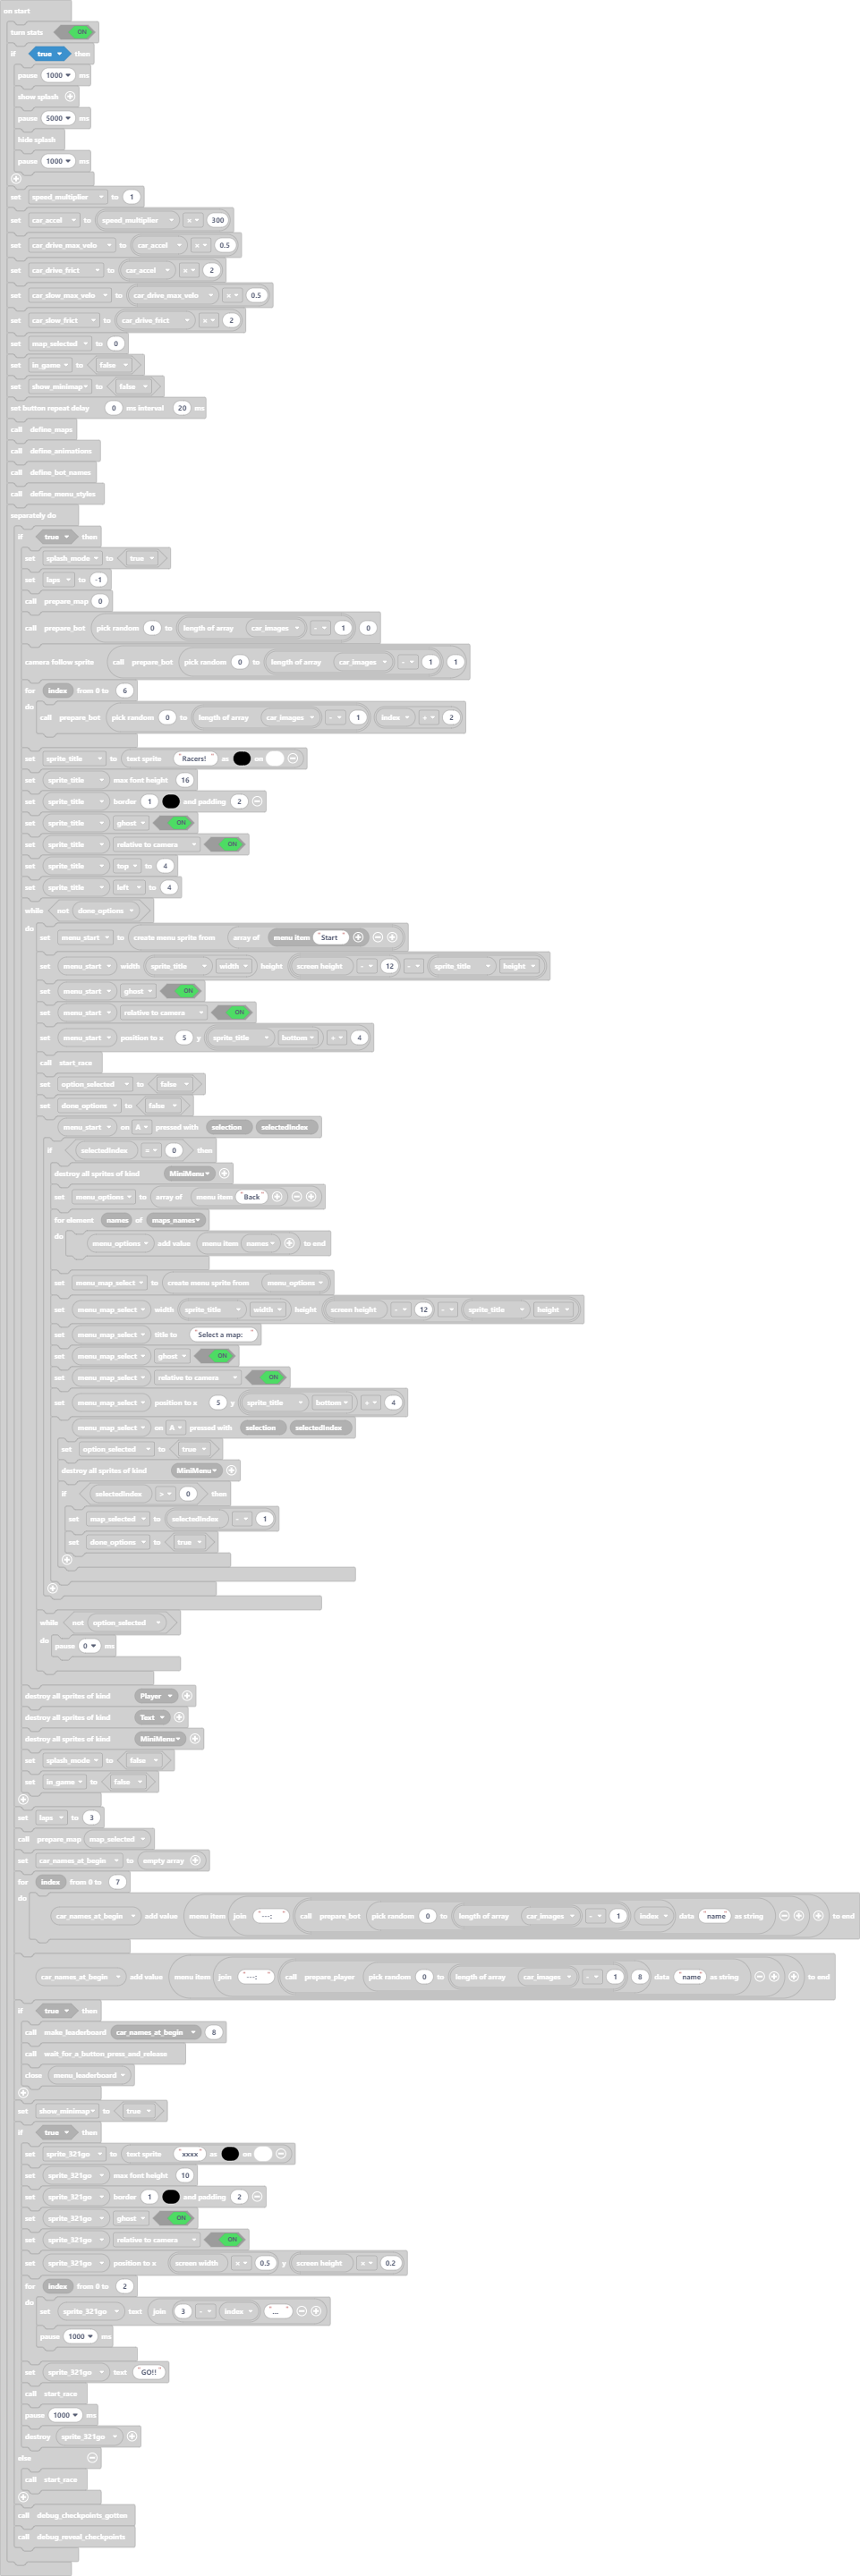 on start
turn stats ON
if true then
pause 1000 ms
show splash
pause 5000 ms
hide splash
pause 1000 ms
set speed_multiplier to 1
set car_accel to speed_multiplier × 300
set car_drive_max_velo to car_accel × 0.5
set car_drive_frict to car_accel × 2
set car_slow_max_velo to car_drive_max_velo × 0.5
set car_slow_frict to car_drive_frict × 2
set map_selected to 0
set in_game to false
set show_minimap to false
set button repeat delay 0 ms interval 20 ms
call define_maps
call define_animations
call define_bot_names
call define_menu_styles
separately do
if true then
set splash_mode to true
set laps to -1
call prepare_map 0
call prepare_bot pick random 0 to length of array car_images - 1 0
camera follow sprite call prepare_bot pick random 0 to length of array car_images - 1 1
for index from 0 to 6
do
call prepare_bot pick random 0 to length of array car_images - 1 index + 2
set sprite_title to text sprite "Racers!" as on
set sprite_title max font height 16
set sprite_title border 1 and padding 2
set sprite_title ghost ON
set sprite_title relative to camera ON
set sprite_title top to 4
set sprite_title left to 4
while not done_options
do
set menu_start to create menu sprite from array of menu item "Start"
set menu_start width sprite_title width height screen height - 12 - sprite_title height
set menu_start ghost ON
set menu_start relative to camera ON
set menu_start position to x 5 y sprite_title bottom + 4
call start_race
set option_selected to false
set done_options to false
menu_start on A pressed with selection selectedIndex
if selectedIndex = 0 then
destroy all sprites of kind MiniMenu
set menu_options to array of menu item "Back"
for element names of maps_names
do
menu_options add value menu item names to end
set menu_map_select to create menu sprite from menu_options
set menu_map_select width sprite_title width height screen height - 12 - sprite_title height
set menu_map_select title to "Select a map:"
set menu_map_select ghost ON
set menu_map_select relative to camera ON
set menu_map_select position to x 5 y sprite_title bottom + 4
menu_map_select on A pressed with selection selectedIndex
set option_selected to true
destroy all sprites of kind MiniMenu
if selectedIndex > 0 then
set map_selected to selectedIndex - 1
set done_options to true
while not option_selected
do
pause 0 ms
destroy all sprites of kind Player
destroy all sprites of kind Text
destroy all sprites of kind MiniMenu
set splash_mode to false
set in_game to false
set laps to 3
call prepare_map map_selected
set car_names_at_begin to empty array
for index from 0 to 7
do
car_names_at_begin add value menu item join "---:" call prepare_bot pick random 0 to length of array car_images - 1 index data "name" as string to end
car_names_at_begin add value menu item join "---:" call prepare_player pick random 0 to length of array car_images - 1 8 data "name" as string to end
if true then
call make_leaderboard car_names_at_begin 8
call wait_for_a_button_press_and_release
close menu_leaderboard
set show_minimap to true
if true then
set sprite_321go to text sprite "xxxx" as on
set sprite_321go max font height 10
set sprite_321go border 1 and padding 2
set sprite_321go ghost ON
set sprite_321go relative to camera ON
set sprite_321go position to x screen width × 0.5 y screen height × 0.2
for index from 0 to 2
do
set sprite_321go text join 3 - index "..."
pause 1000 ms
set sprite_321go text "GO!!"
call start_race
pause 1000 ms
destroy sprite_321go
else
call start_race
call debug_checkpoints_gotten
call debug_reveal_checkpoints